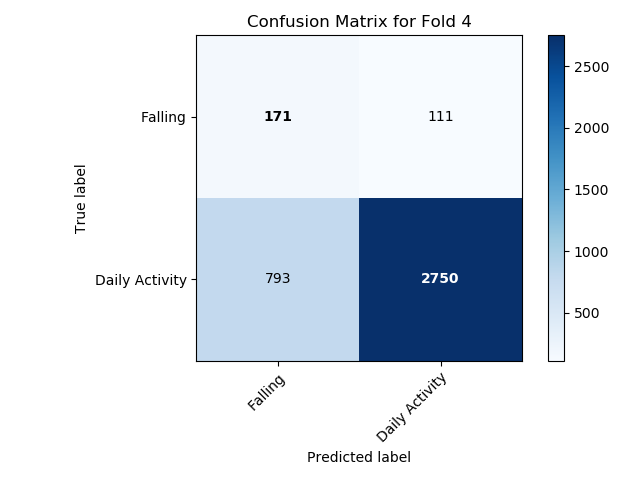 Confusion Matrix for Fold 4
True label
Falling
171
111
Daily Activity
793
2750
Falling
Daily Activity
Predicted label
2500
2000
1500
1000
500